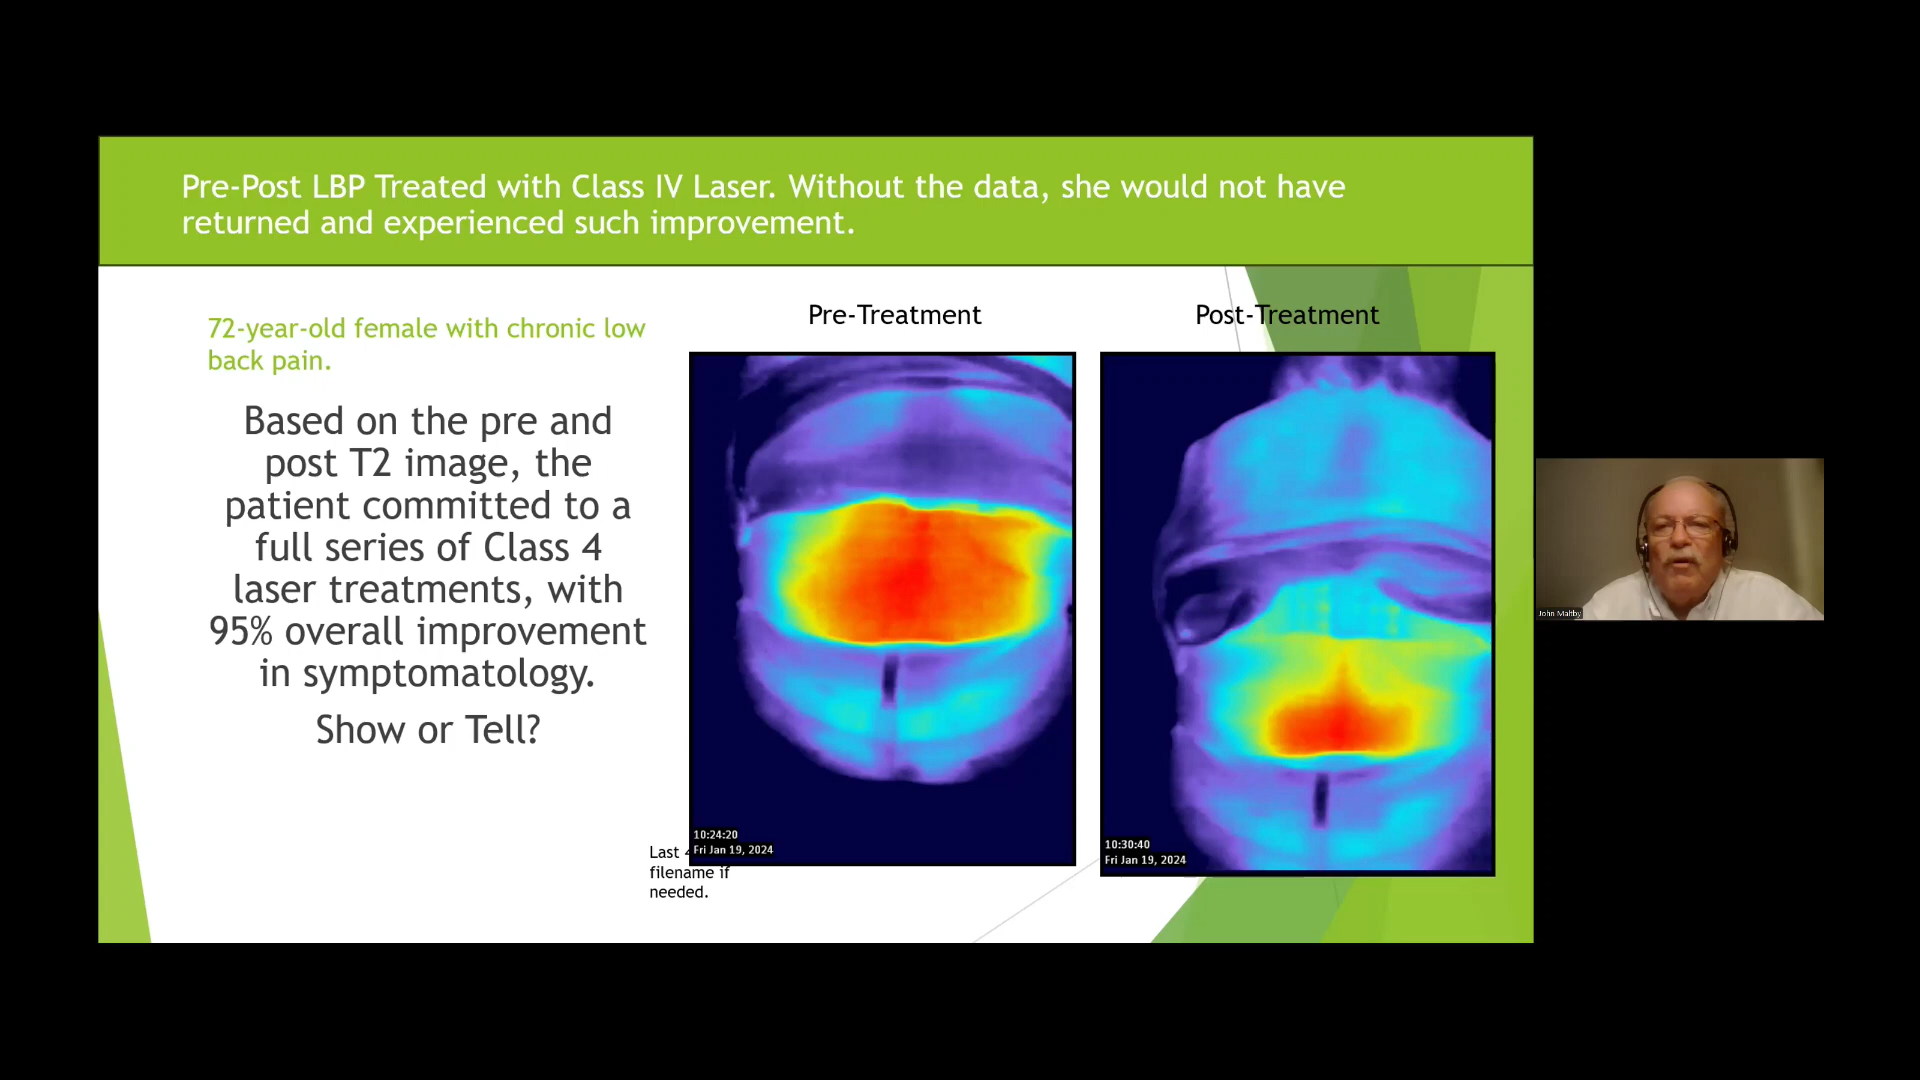 Pre-Post LBP Treated with Class IV Laser. Without the data, she would not have
returned and experienced such improvement.
72-year-old female with chronic low
back pain.
Based on the pre and
post T2 image, the
patient committed to a
full series of Class 4
laser treatments, with
95% overall improvement
in symptomatology.
Show or Tell?
Pre-Treatment
Post-Treatment
10:24:20
Fri Jan 19, 2024
10:30:40
Fri Jan 19, 2024
Last
filename if
needed.
John Maltby